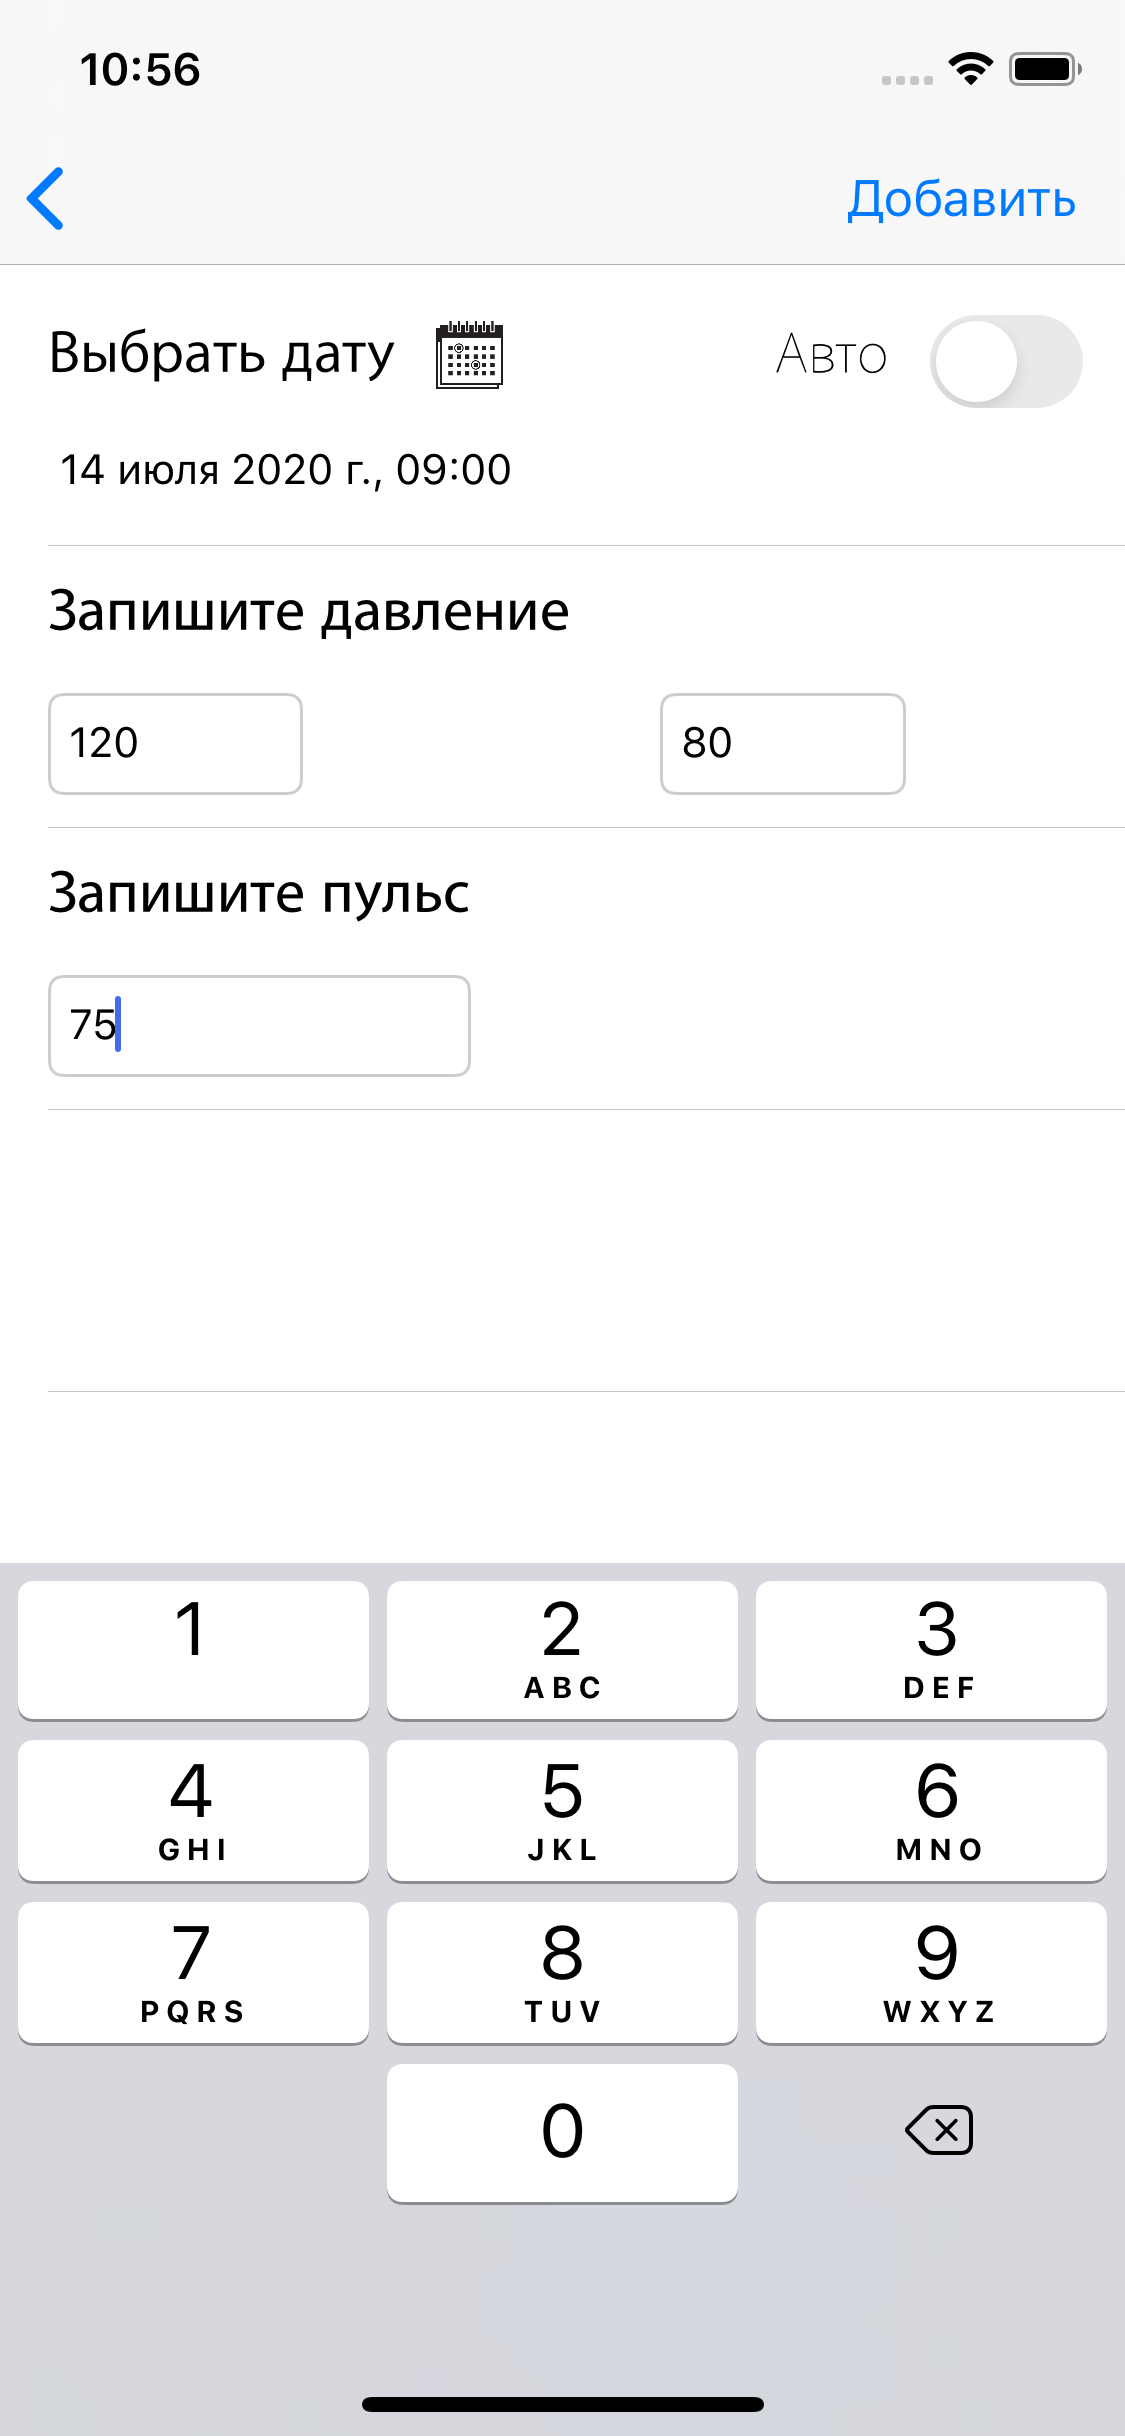 10:56
Добавить
Выбрать дату Авто
14 июля 2020 г., 09:00
Запишите давление
120 80
Запишите пульс
75
1 2 3
ABC DEF
4 5 6
GHI JKL MNO
7 8 9
PQRS TUV WXYZ
0